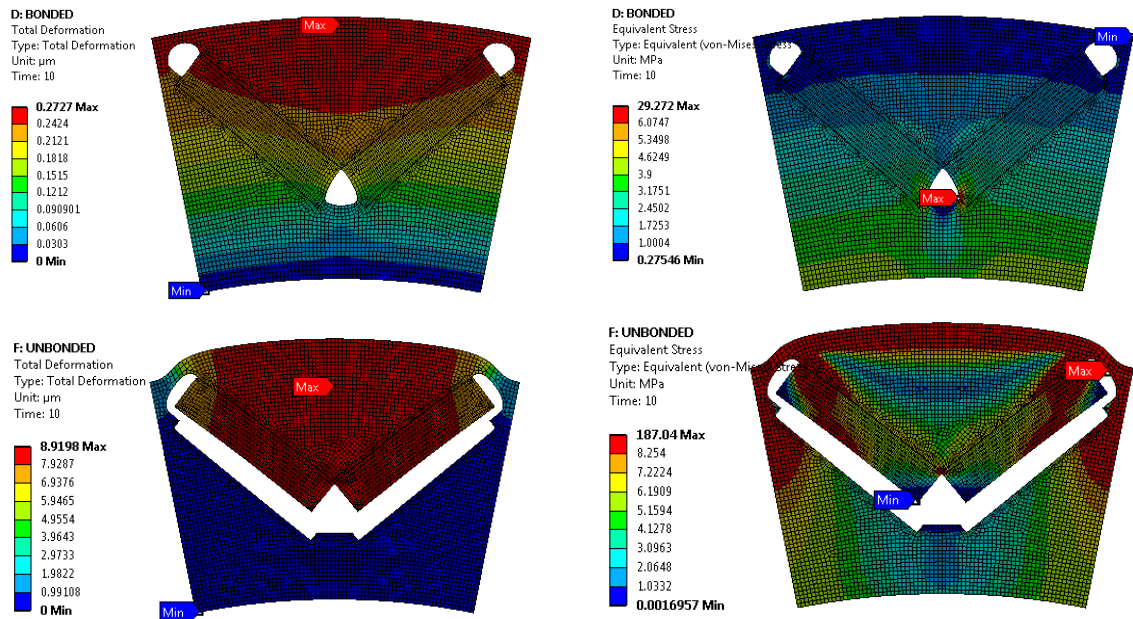 D: BONDED
Total Deformation
Type: Total Deformation
Unit: µm
Time: 10
0.2727 Max
0.2424
0.2121
0.1818
0.1515
0.1212
0.090901
0.0606
0.0303
0 Min
Max
Min
D: BONDED
Equivalent Stress
Type: Equivalent (von-Mises) Stress
Unit: MPa
Time: 10
29.272 Max
6.0747
5.3498
4.6249
3.9
3.1751
2.4502
1.7253
1.0004
0.27546 Min
Min
Max
F: UNBONDED
Total Deformation
Type: Total Deformation
Unit: µm
Time: 10
8.9198 Max
7.9287
6.9376
5.9465
4.9554
3.9643
2.9733
1.9822
0.99108
0 Min
Max
Min
F: UNBONDED
Equivalent Stress
Type: Equivalent (von-Mises) Stress
Unit: MPa
Time: 10
187.04 Max
8.254
7.2224
6.1909
5.1594
4.1278
3.0963
2.0648
1.0332
0.0016957 Min
Max
Min